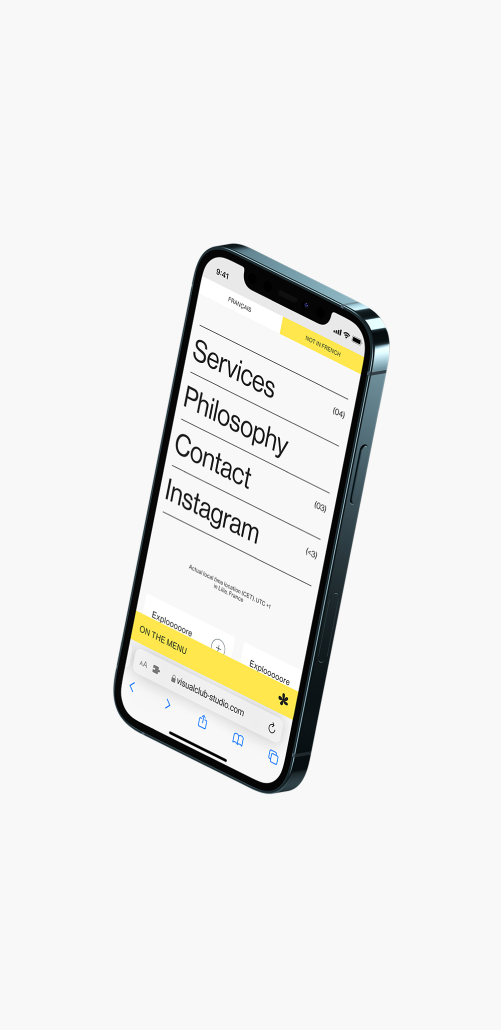 9:41
FRANÇAIS
NOT IN FRENCH
Services
(04)
Philosophy
Contact
(03)
Instagram
(<3)
Actual local time location (CET), UTC +1
in Lille, France
Explooooore
Explooooore
ON THE MENU
AA
visualclub-studio.com